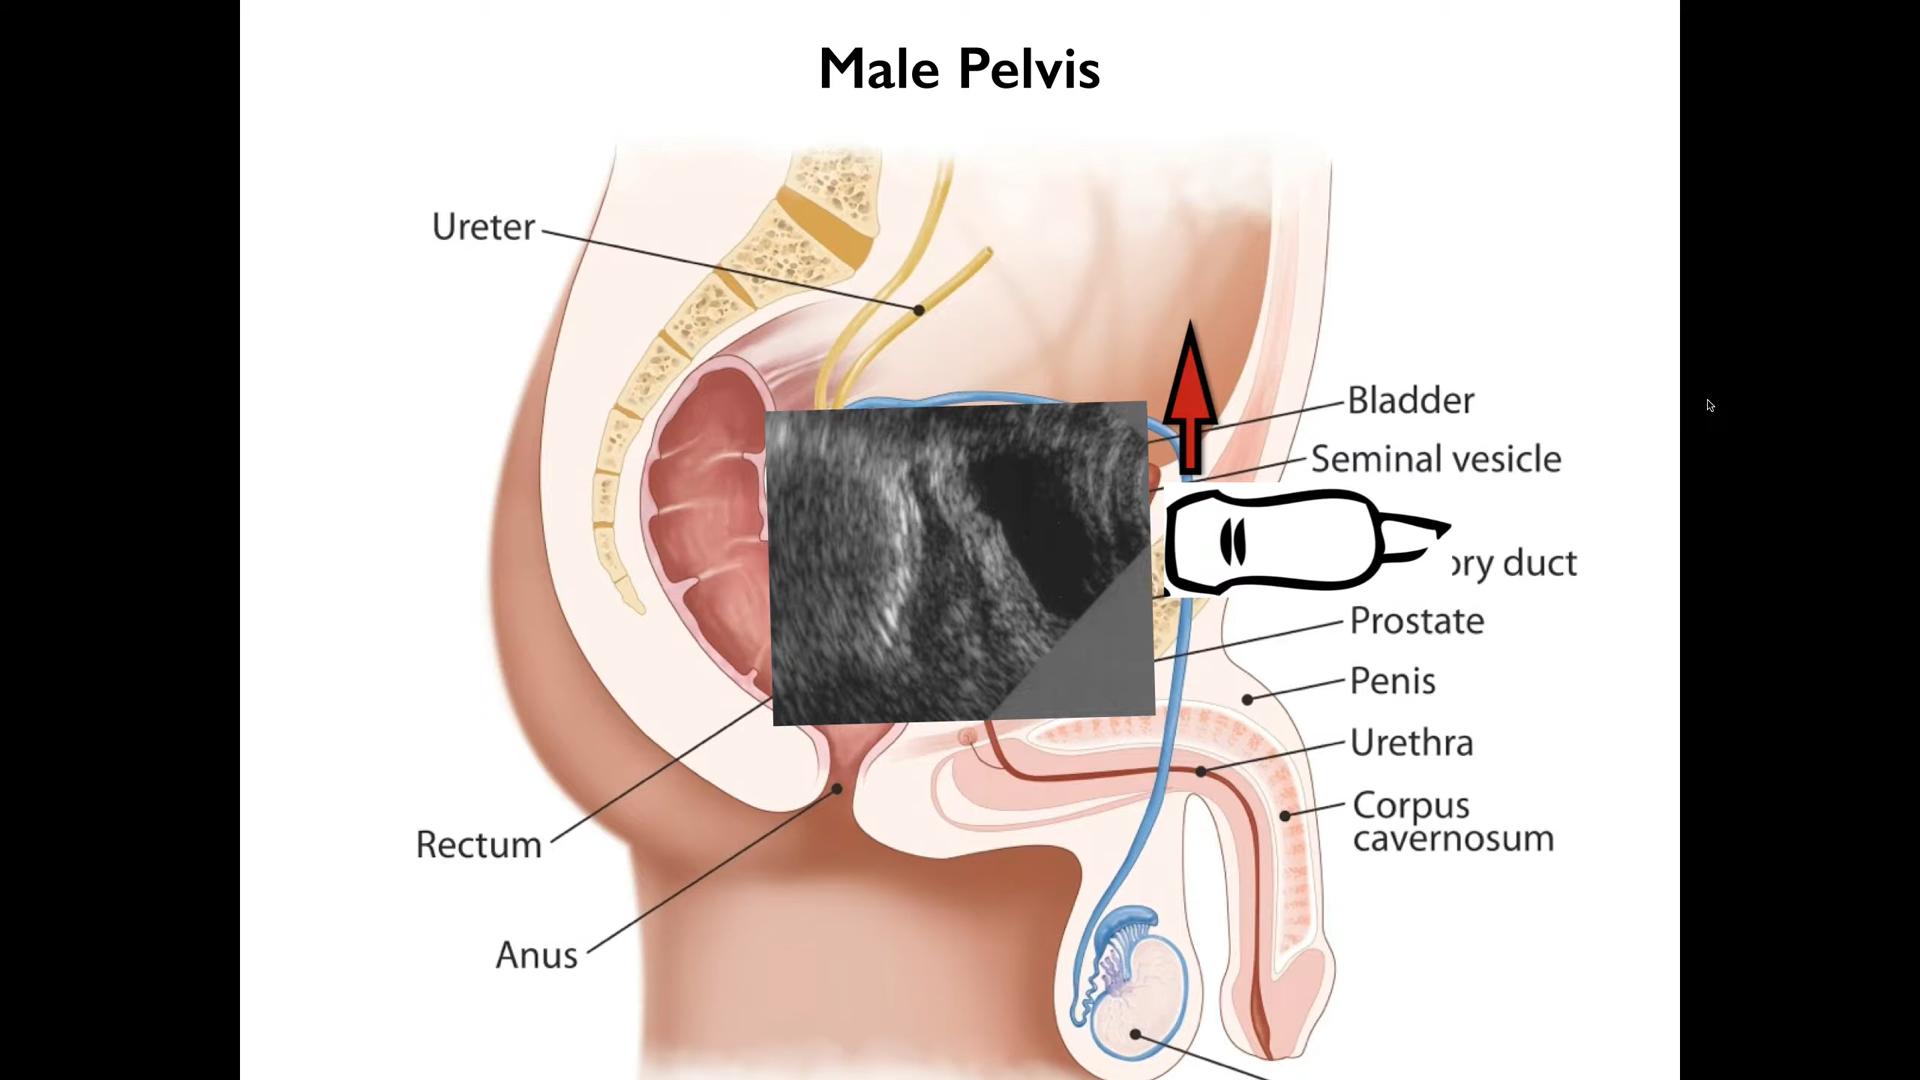 Male Pelvis
Ureter
Bladder
Seminal vesicle
ory duct
Prostate
Penis
Urethra
Corpus
cavernosum
Rectum
Anus